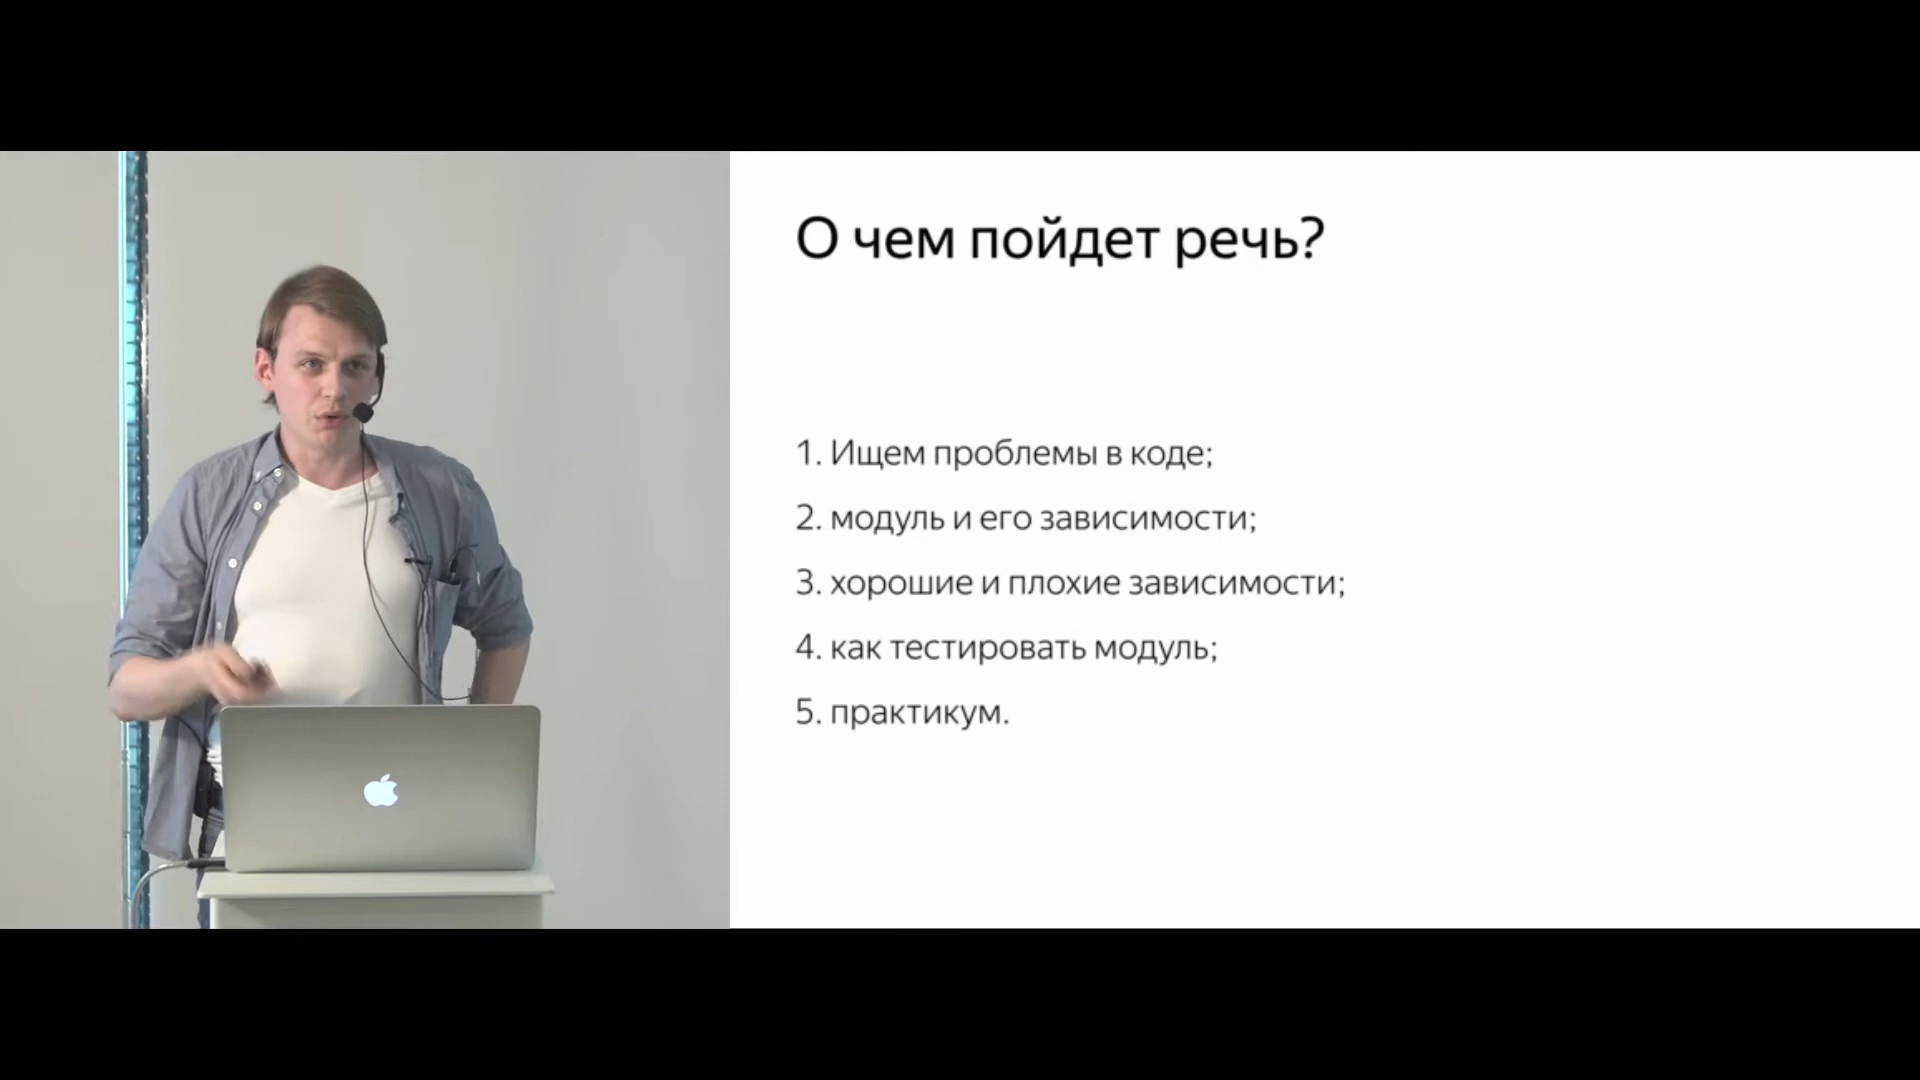 О чем пойдет речь?
1. Ищем проблемы в коде;
2. модуль и его зависимости;
3. хорошие и плохие зависимости;
4. как тестировать модуль;
5. практикум.